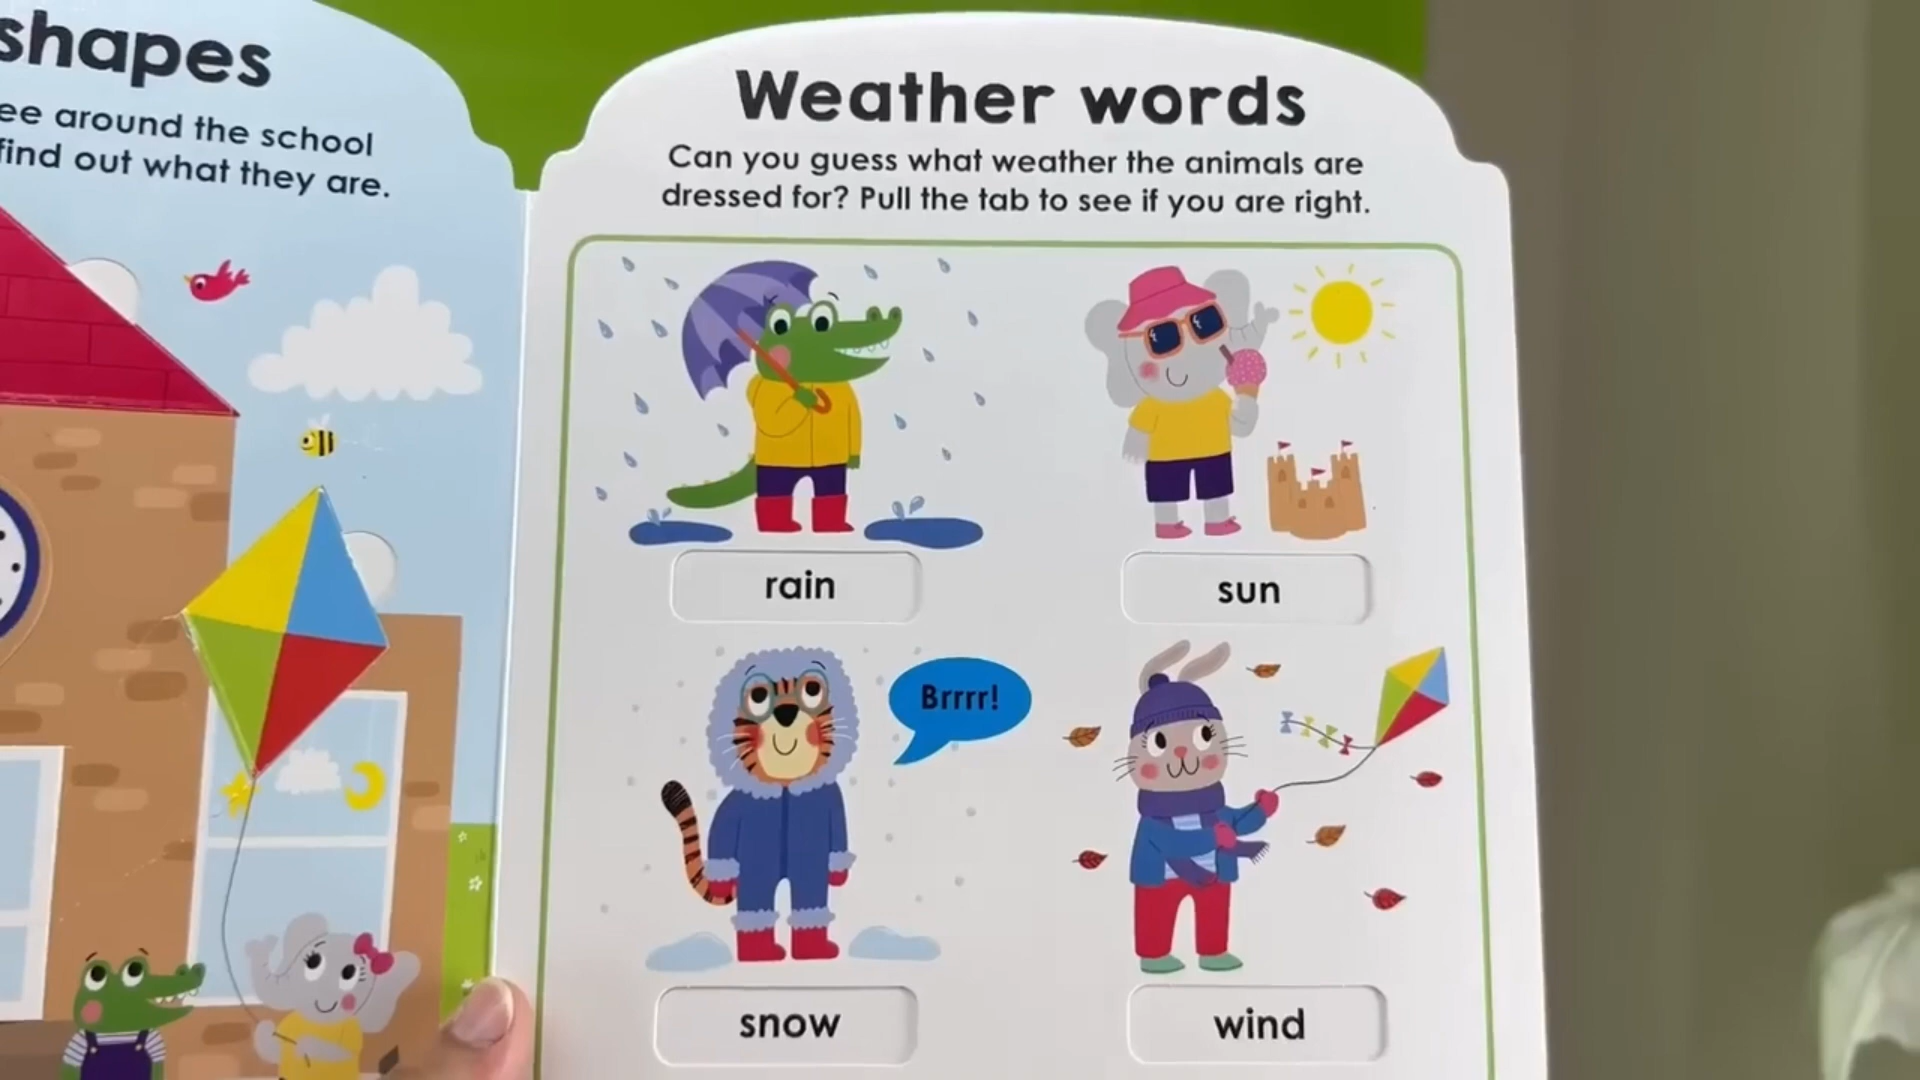 shapes
ee around the school
find out what they are.
Weather words
Can you guess what weather the animals are
dressed for? Pull the tab to see if you are right.
rain
sun
Brrrr!
snow
wind